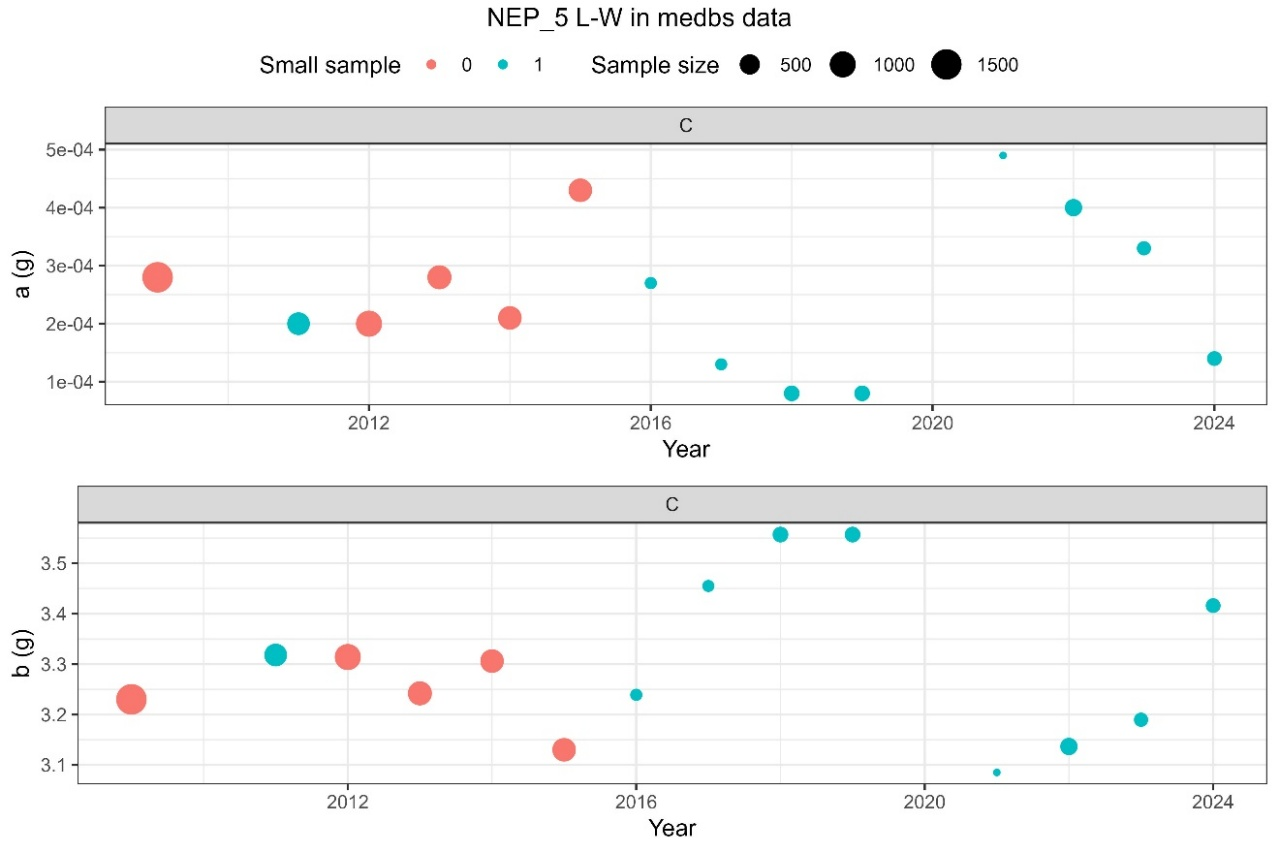 NEP_5 L-W in medbs data
Small sample 0 1 Sample size 500 1000 1500
C
5e-04
4e-04
3e-04
2e-04
1e-04
a (g)
2012 2016 2020 2024
Year
C
3.5
3.4
3.3
3.2
3.1
b (g)
2012 2016 2020 2024
Year